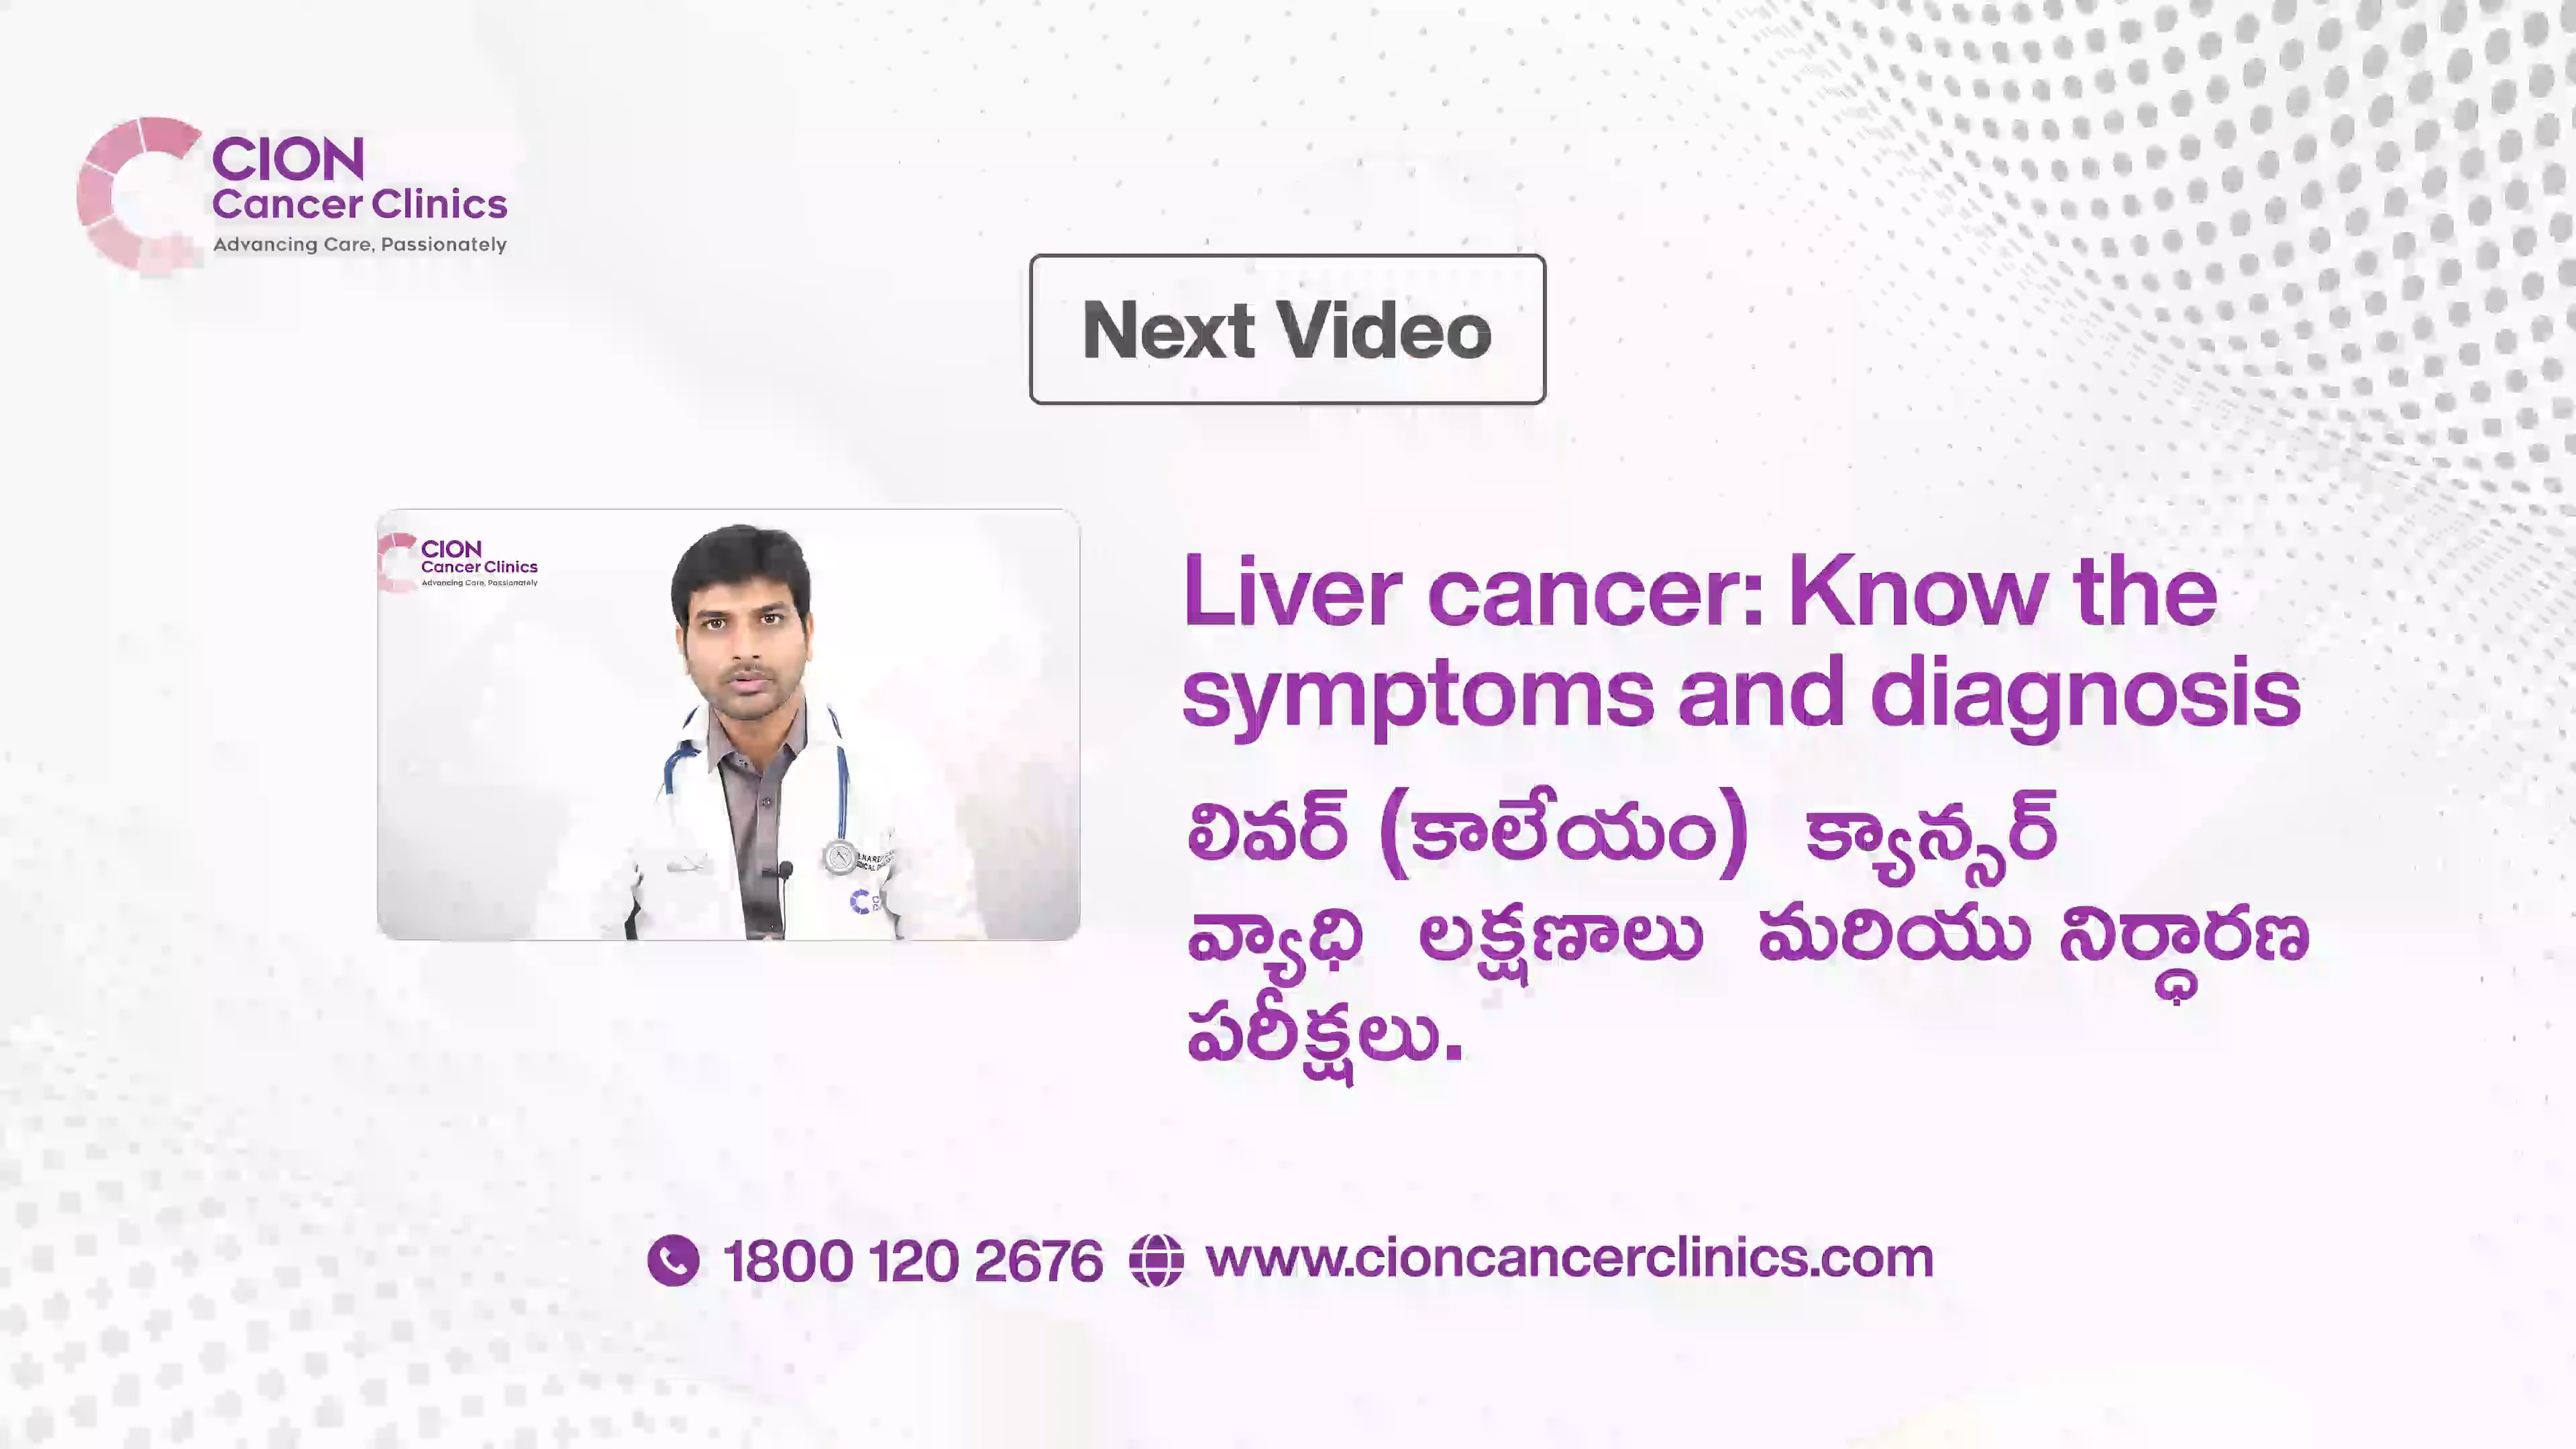 CION
Cancer Clinics
Advancing Care, Passionately
Next Video
CION
Cancer Clinics
Advancing Care, Passionately
Liver cancer: Know the
symptoms and diagnosis
లివర్ (కాలేయం) క్యాన్సర్
వ్యాధి లక్షణాలు మరియు నిర్ధారణ
పరీక్షలు.
1800 120 2676
www.cioncancerclinics.com